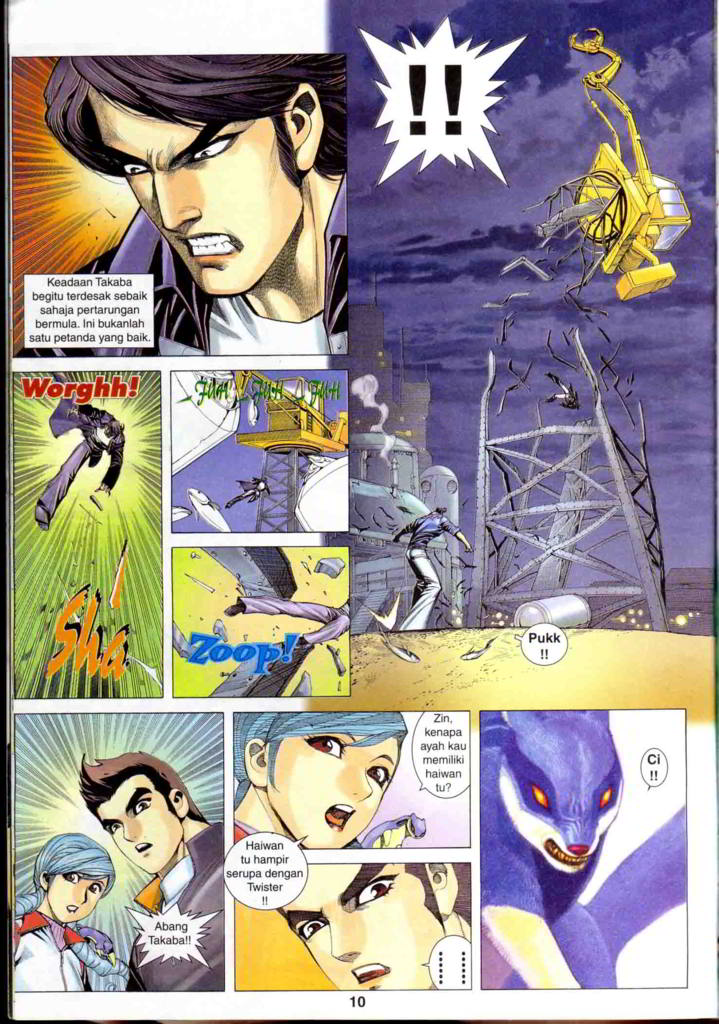 !!
Keadaan Takaba
begitu terdesak sebaik
sahaja pertarungan
bermula. Ini bukanlah
satu petanda yang baik.
Worghh!
Sha
Zoop!
Pukk
!!
Abang
Takaba!!
Zin,
kenapa
ayah kau
memiliki
haiwan
tu?
Haiwan
tu hampir
serupa dengan
Twister
!!
Ci
!!
10